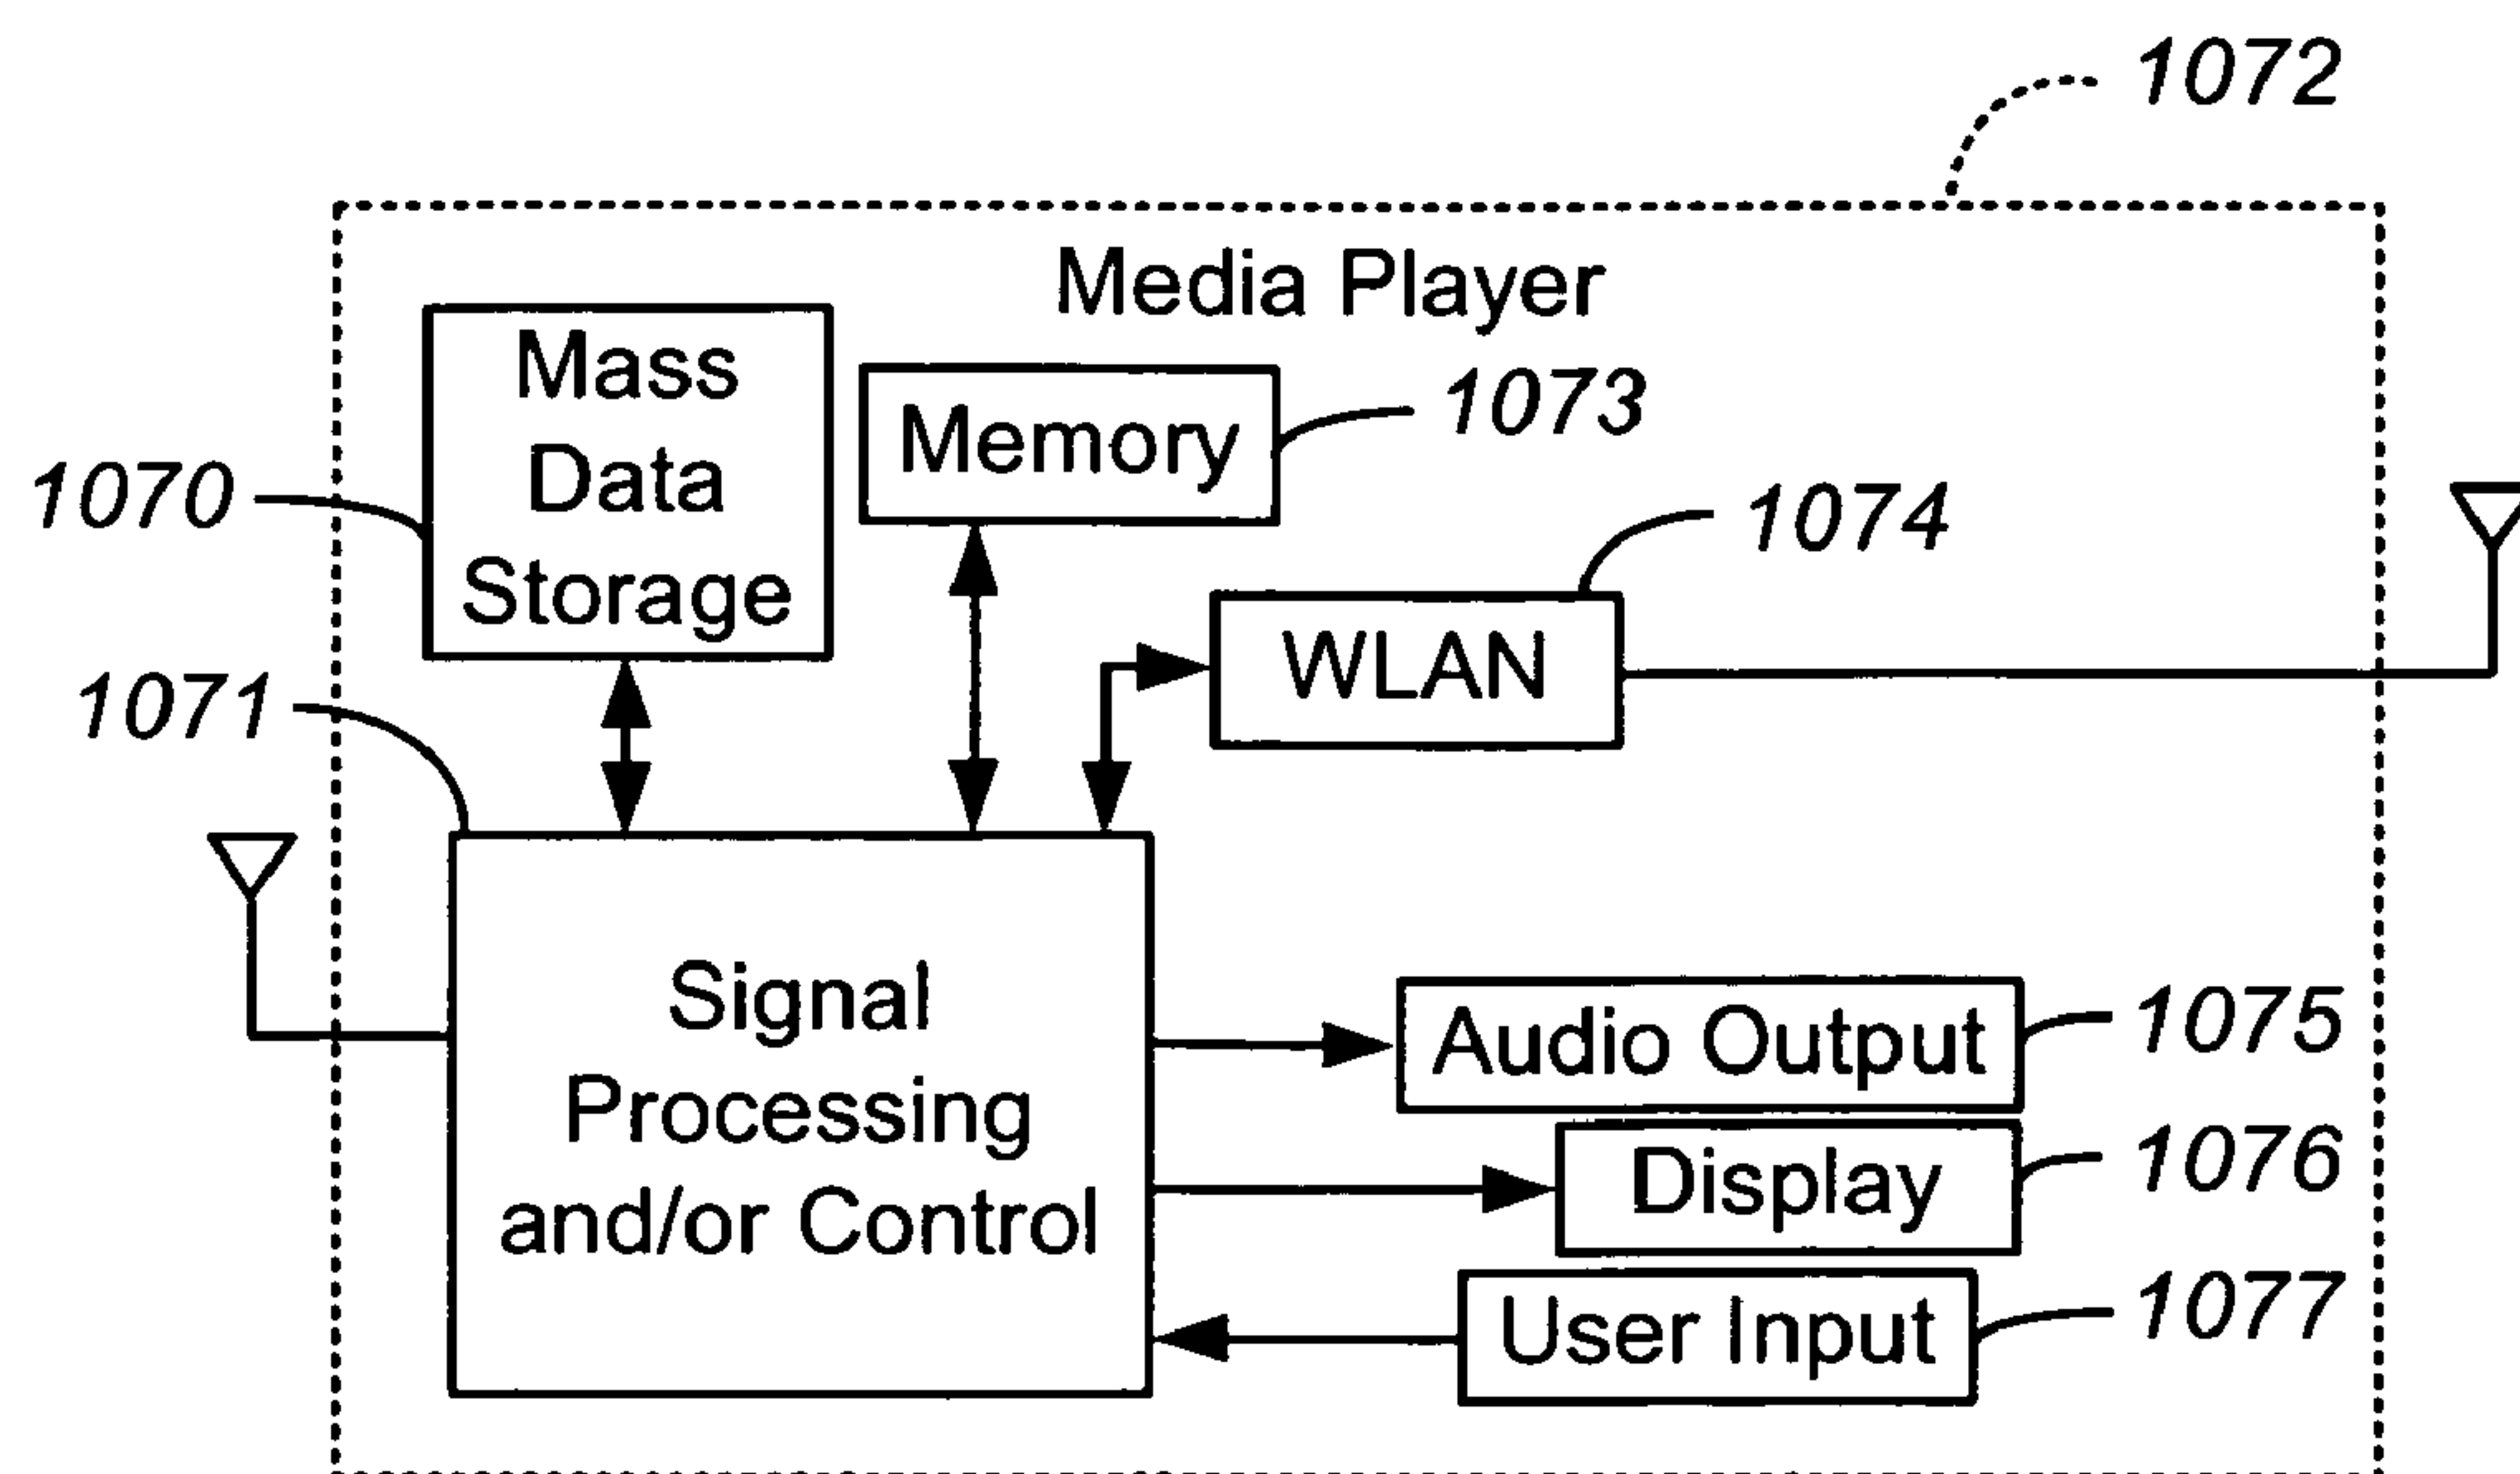 1072
Media Player
Mass
Data
Storage
1070
Memory
1073
WLAN
1074
1071
Signal
Processing
and/or Control
Audio Output
1075
Display
1076
User Input
1077